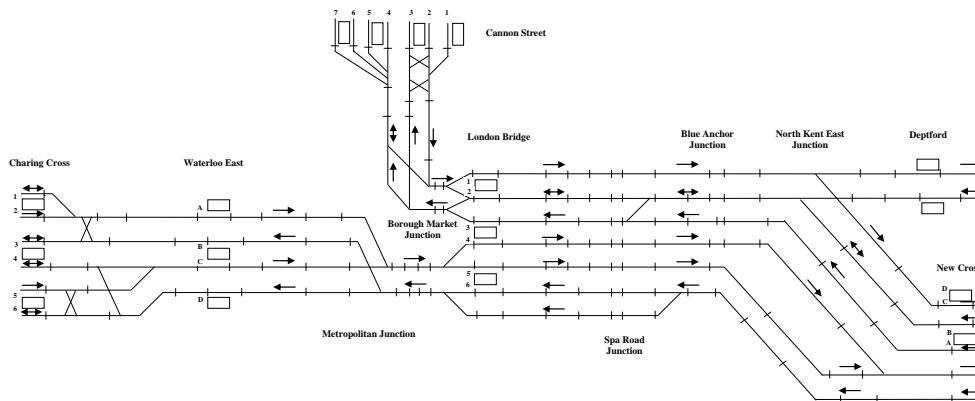 7 6 5 4 3 2 1
Cannon Street
London Bridge
Blue Anchor
Junction
North Kent East
Junction
Deptford
Charing Cross
Waterloo East
1
2
A
1
2
Borough Market
Junction
3
4
B
C
3
4
5
6
D
5
6
New Cross
D
C
B
A
Metropolitan Junction
Spa Road
Junction